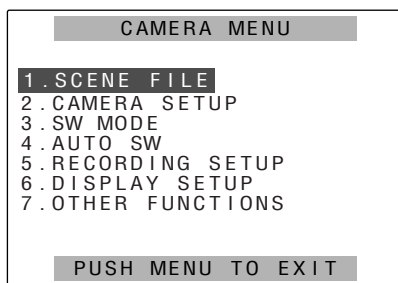 CAMERA MENU
1.SCENE FILE
2.CAMERA SETUP
3.SW MODE
4.AUTO SW
5.RECORDING SETUP
6.DISPLAY SETUP
7.OTHER FUNCTIONS
PUSH MENU TO EXIT